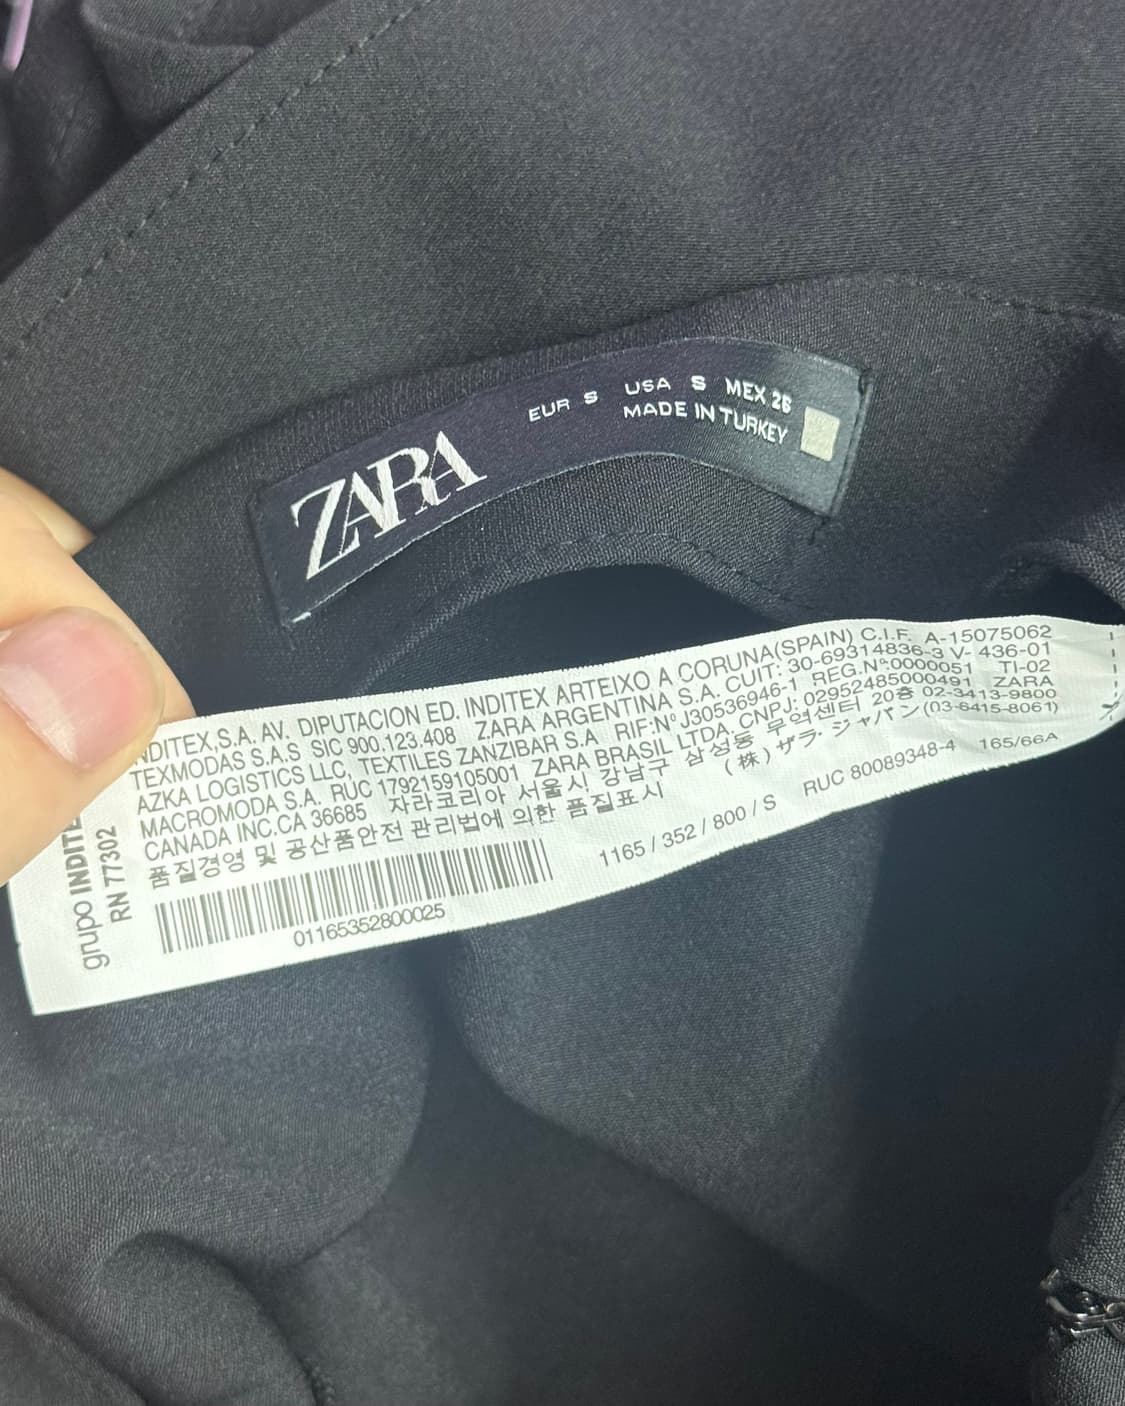 ZARA
EUR S USA S MEX 26
MADE IN TURKEY
INDITEX,S.A. AV. DIPUTACION ED. INDITEX ARTEIXO A CORUNA(SPAIN) C.I.F. A-15075062
TEXMODAS S.A.S SIC 900.123.408 ZARA ARGENTINA S.A. CUIT: 30-69314836-3 V- 436-01
AZKA LOGISTICS LLC, TEXTILES ZANZIBAR S.A RIF:Nº J30536946-1 REG.Nº:0000051 TI-02
MACROMODA S.A. RUC 1792159105001 ZARA BRASIL LTDA. CNPJ: 02952485000491 ZARA
CANADA INC.CA 36685 자라코리아 서울시 강남구 삼성동 무역센터 20층 02-3413-9800
품질경영 및 공산품안전 관리법에 의한 품질표시 (株)ザラ・ジャパン(03-6415-8061)
1165 / 352 / 800 / S RUC 80089348-4 165/66A
01165352800025
grupo INDITE
RN 77302